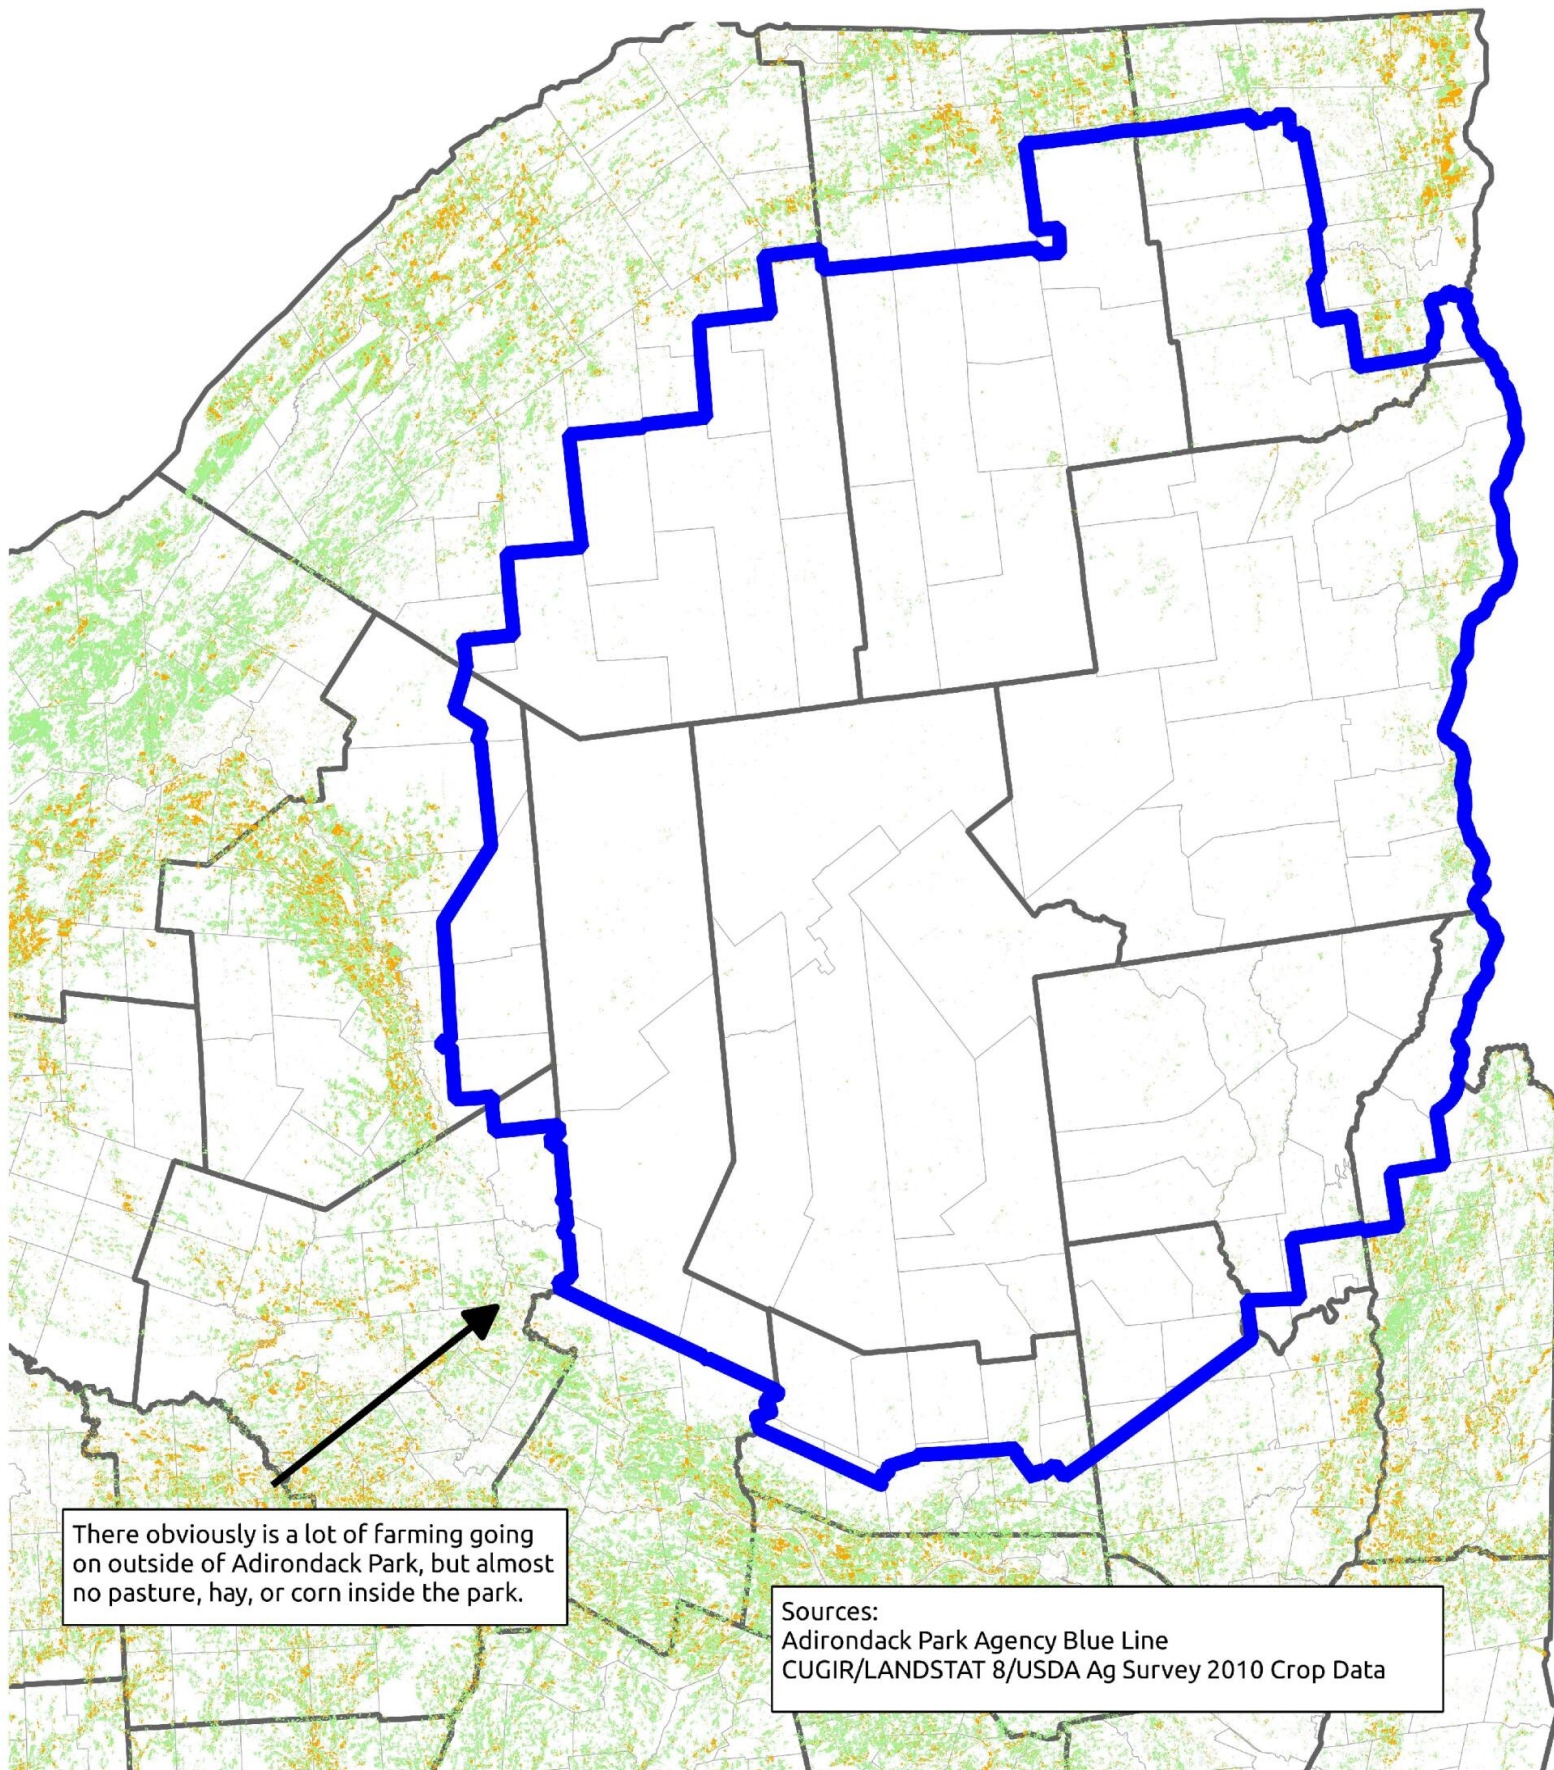 There obviously is a lot of farming going
on outside of Adirondack Park, but almost
no pasture, hay, or corn inside the park.
Sources:
Adirondack Park Agency Blue Line
CUGIR/LANDSTAT 8/USDA Ag Survey 2010 Crop Data